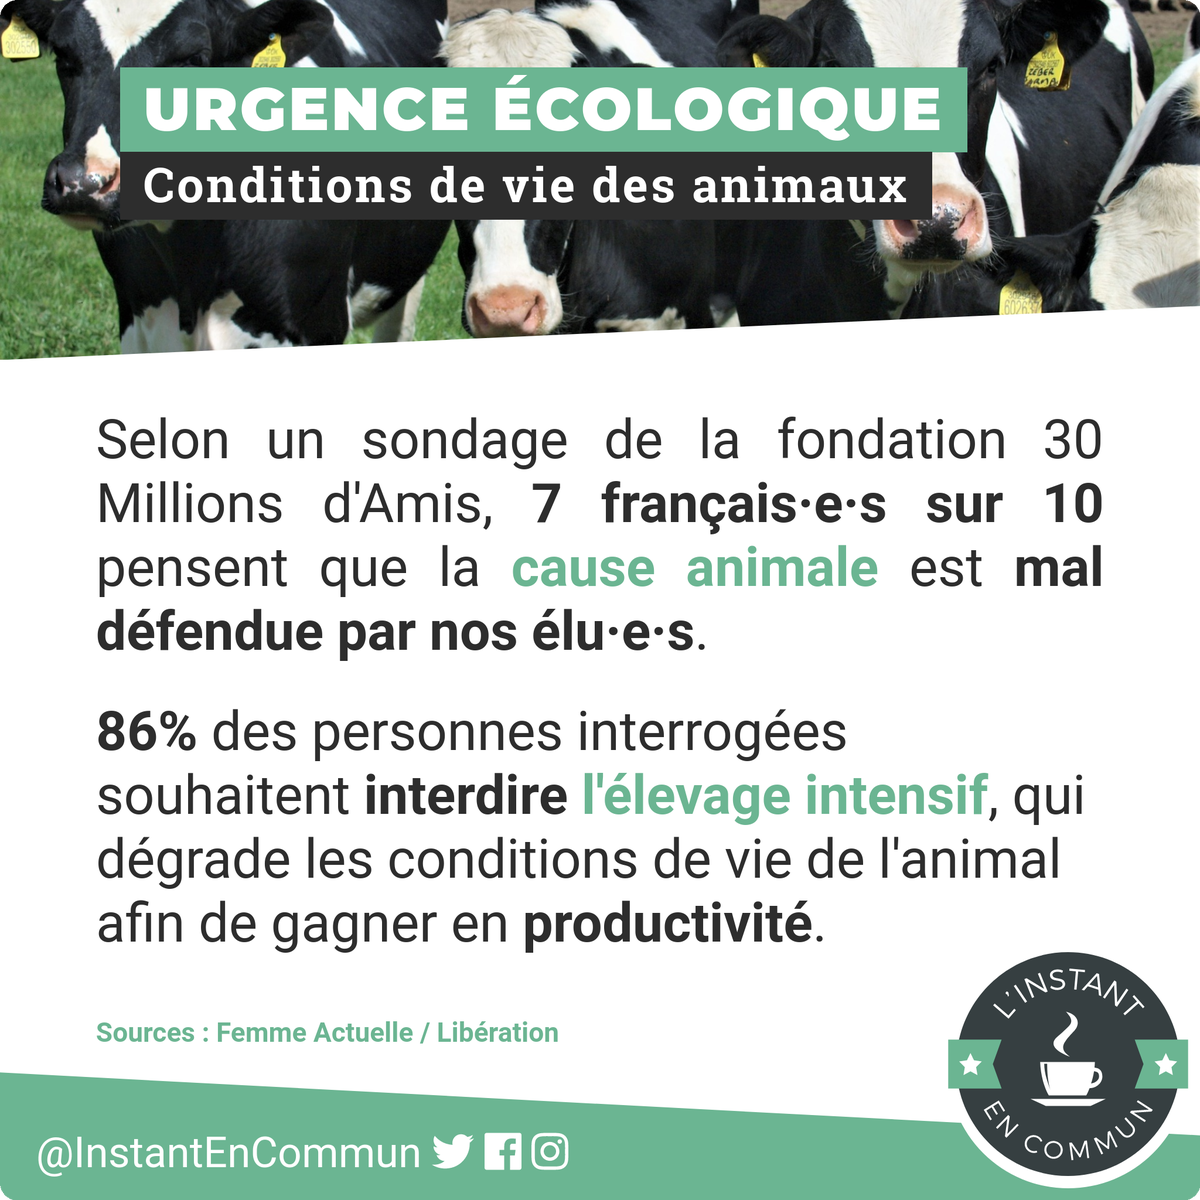 URGENCE ÉCOLOGIQUE
Conditions de vie des animaux
Selon un sondage de la fondation 30
Millions d'Amis, 7 français·e·s sur 10
pensent que la cause animale est mal
défendue par nos élu·e·s.
86% des personnes interrogées
souhaitent interdire l'élevage intensif, qui
dégrade les conditions de vie de l'animal
afin de gagner en productivité.
Sources : Femme Actuelle / Libération
L'INSTANT
EN COMMUN
@InstantEnCommun